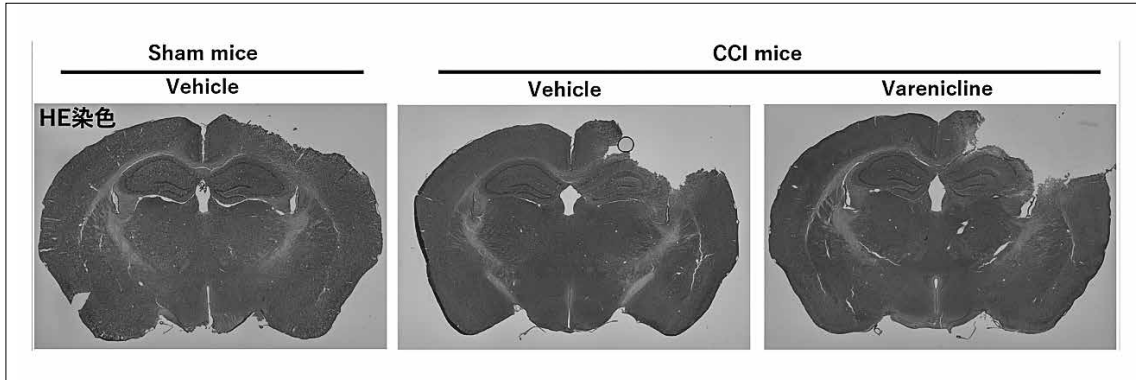 Sham mice
CCI mice
Vehicle
Vehicle
Varenicline
HE染色